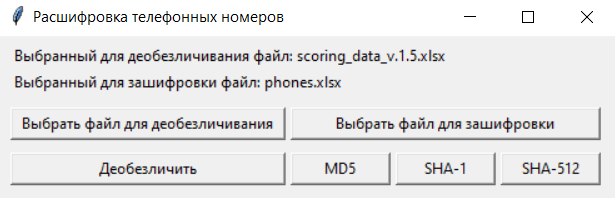 Расшифровка телефонных номеров
Выбранный для деобезличивания файл: scoring_data_v.1.5.xlsx
Выбранный для зашифровки файл: phones.xlsx
Выбрать файл для деобезличивания Выбрать файл для зашифровки
Деобезличить MD5 SHA-1 SHA-512